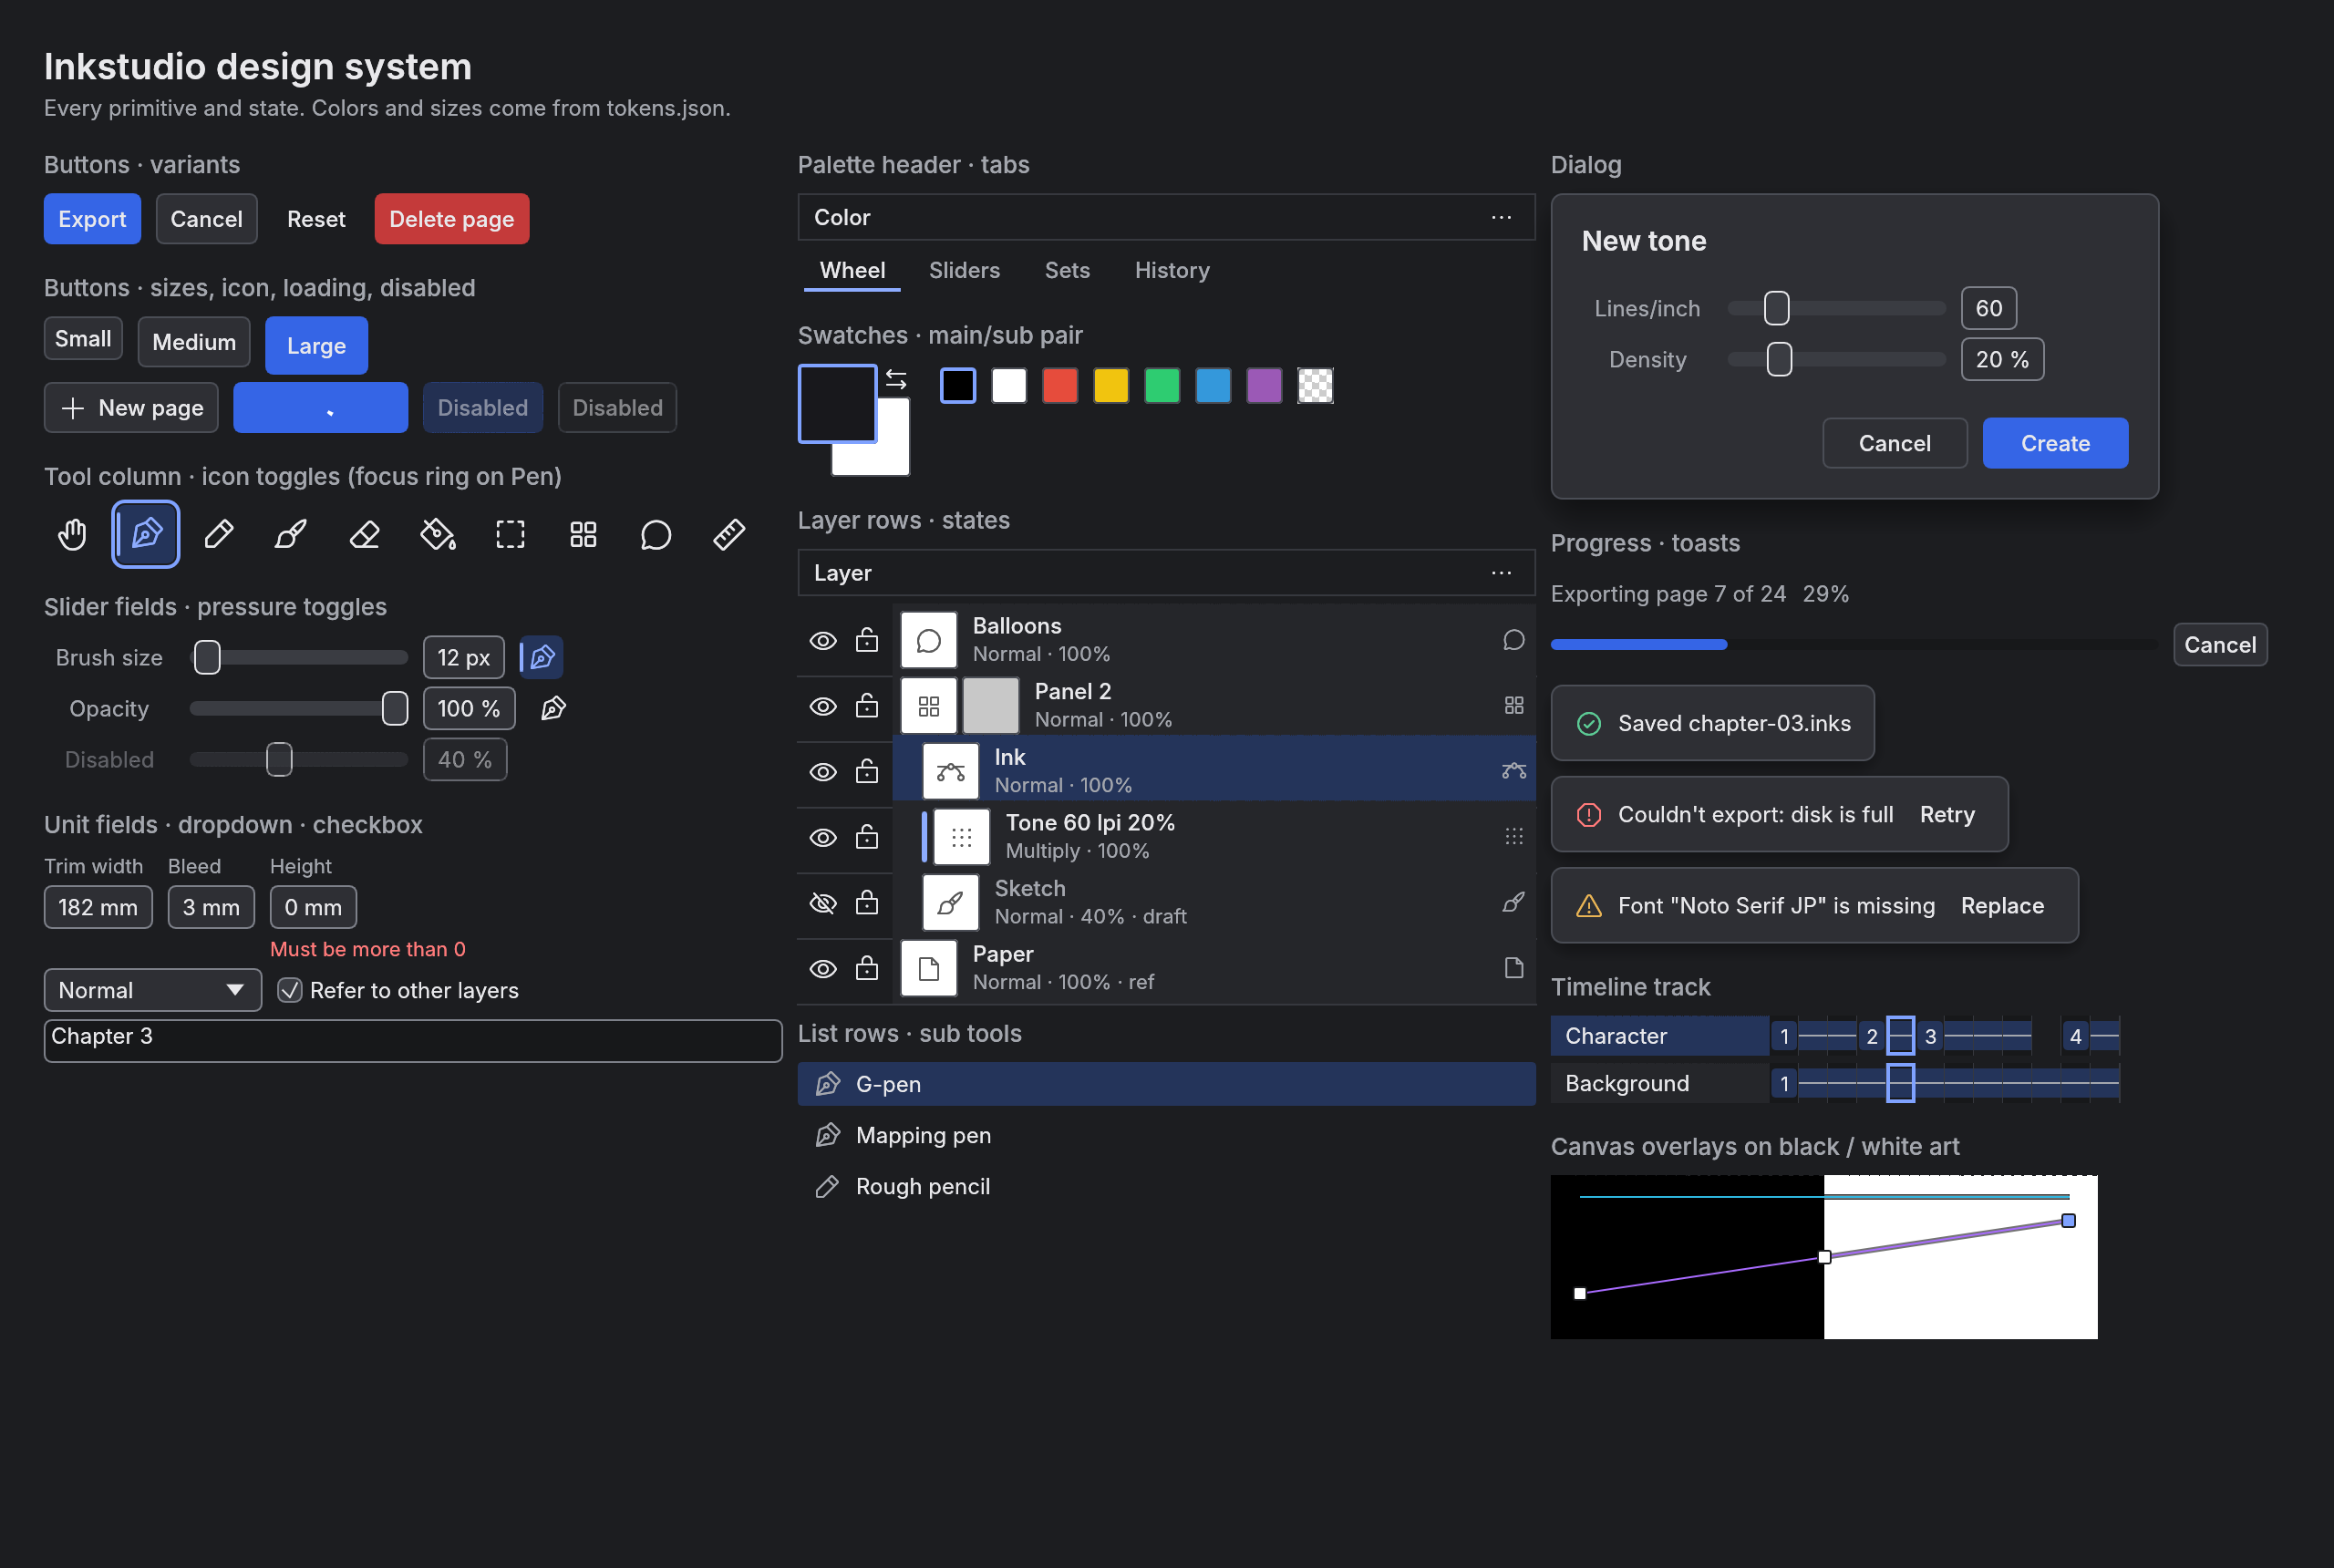 Inkstudio design system
Every primitive and state. Colors and sizes come from tokens.json.
Buttons · variants
Export Cancel Reset Delete page
Buttons · sizes, icon, loading, disabled
Small Medium Large
New page Disabled Disabled
Tool column · icon toggles (focus ring on Pen)
Slider fields · pressure toggles
Brush size 12 px
Opacity 100 %
Disabled 40 %
Unit fields · dropdown · checkbox
Trim width Bleed Height
182 mm 3 mm 0 mm
Must be more than 0
Normal Refer to other layers
Chapter 3
Palette header · tabs
Color ···
Wheel Sliders Sets History
Swatches · main/sub pair
Layer rows · states
Layer ···
Balloons
Normal · 100%
Panel 2
Normal · 100%
Ink
Normal · 100%
Tone 60 lpi 20%
Multiply · 100%
Sketch
Normal · 40% · draft
Paper
Normal · 100% · ref
List rows · sub tools
G-pen
Mapping pen
Rough pencil
Dialog
New tone
Lines/inch 60
Density 20 %
Cancel Create
Progress · toasts
Exporting page 7 of 24 29%
Cancel
Saved chapter-03.inks
Couldn't export: disk is full Retry
Font "Noto Serif JP" is missing Replace
Timeline track
Character 1 2 3 4
Background 1
Canvas overlays on black / white art